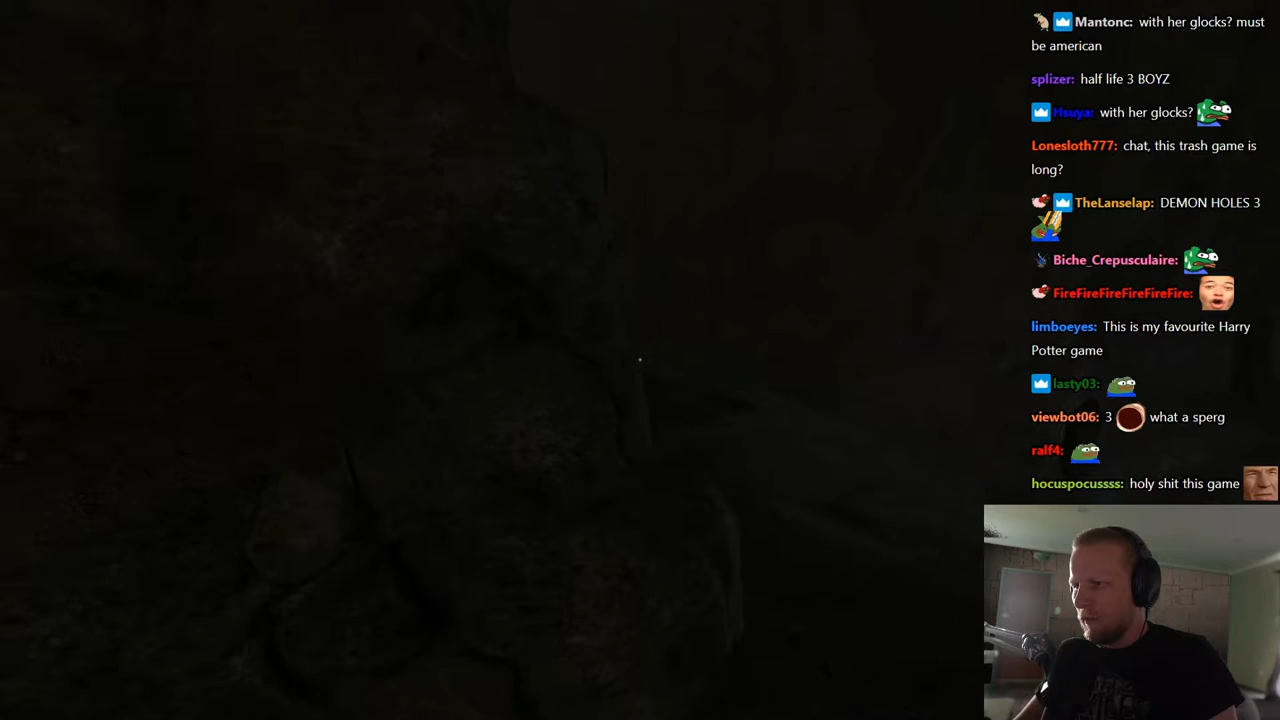 Mantonc: with her glocks? must
be american
splizer: half life 3 BOYZ
Hsuya: with her glocks?
Lonesloth777: chat, this trash game is
long?
TheLanselap: DEMON HOLES 3
Biche_Crepusculaire:
FireFireFireFireFireFire:
limboeyes: This is my favourite Harry
Potter game
lasty03:
viewbot06: 3 what a sperg
ralf4:
hocuspocussss: holy shit this game